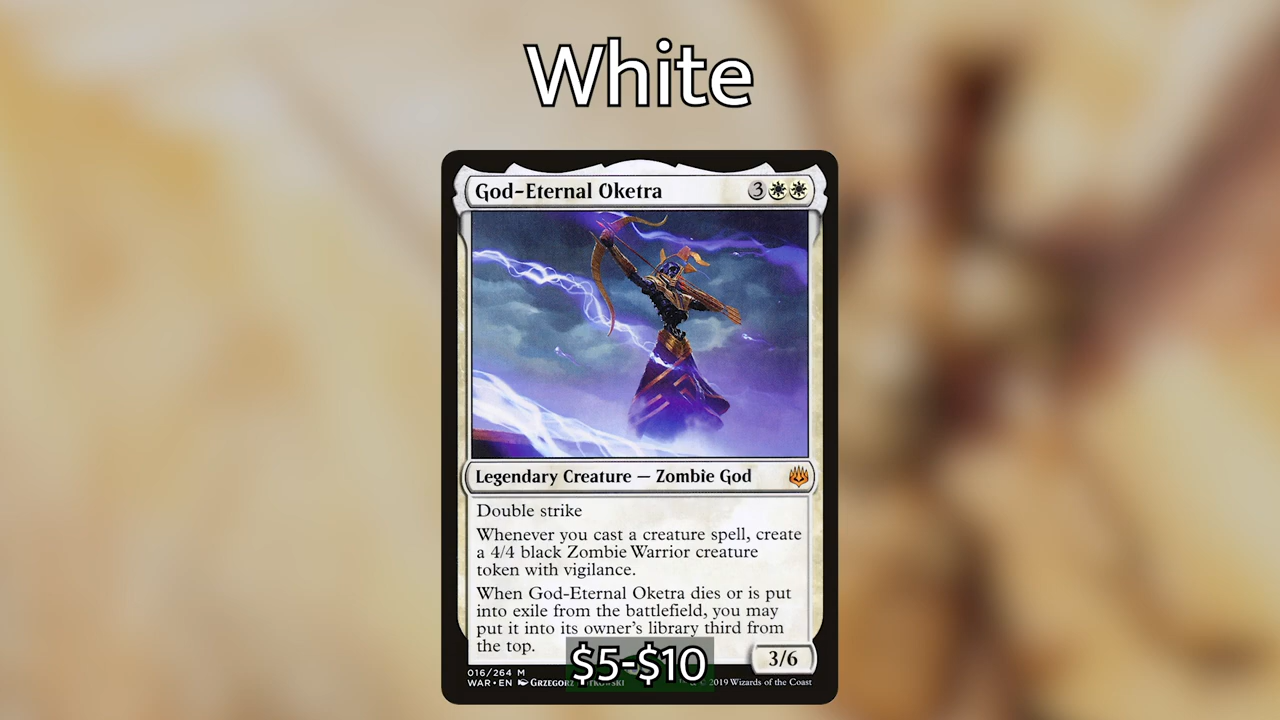 White
God-Eternal Oketra 3
Legendary Creature — Zombie God
Double strike
Whenever you cast a creature spell, create
a 4/4 black Zombie Warrior creature
token with vigilance.
When God-Eternal Oketra dies or is put
into exile from the battlefield, you may
put it into its owner's library third from
the top.
$5-$10
3/6
016/264 M
WAR • EN
2019 Wizards of the Coast